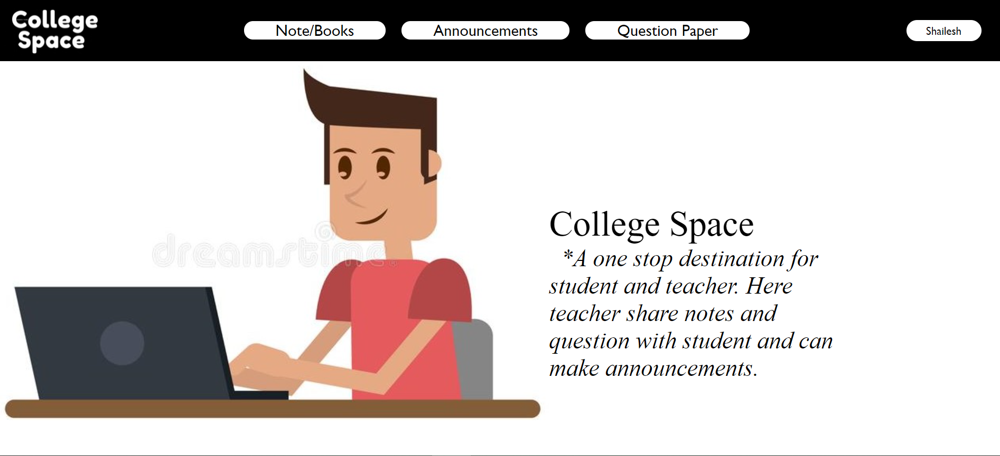 College
Space
Note/Books
Announcements
Question Paper
Shailesh
dreamstime.
College Space
*A one stop destination for
student and teacher. Here
teacher share notes and
question with student and can
make announcements.